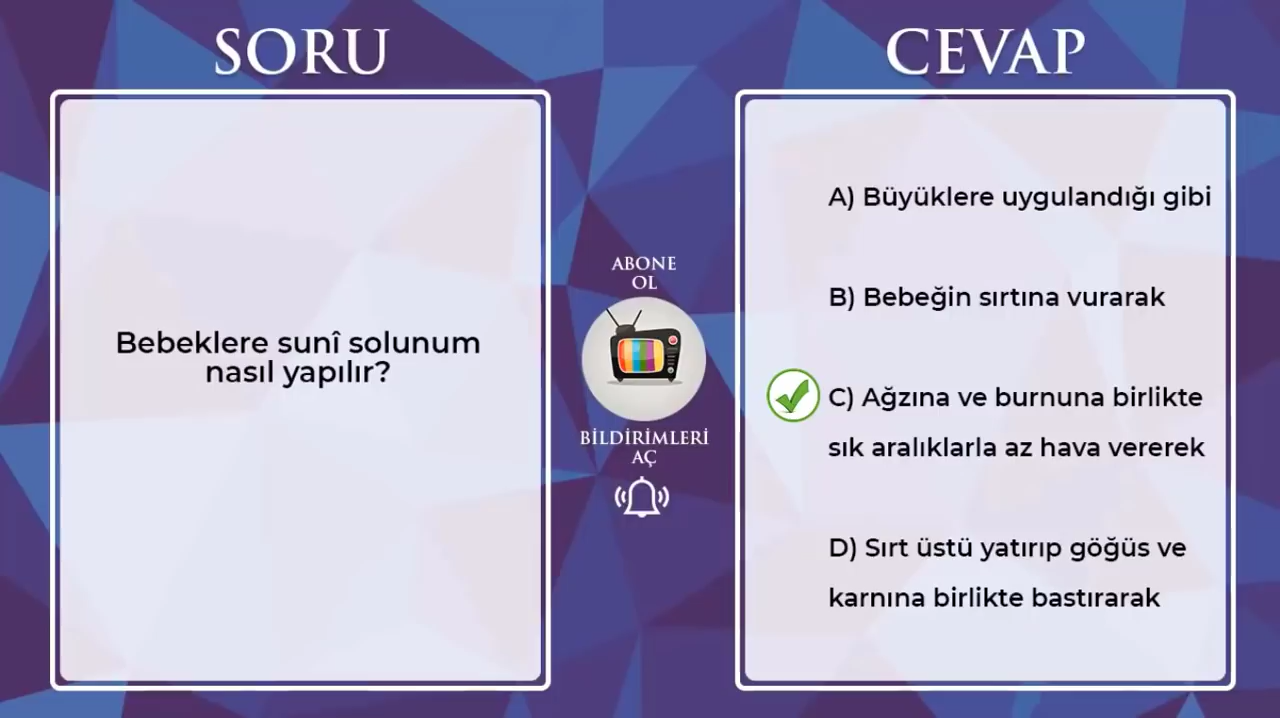 SORU
Bebeklere sunî solunum
nasıl yapılır?
ABONE
OL
BİLDİRİMLERİ
AÇ
CEVAP
A) Büyüklere uygulandığı gibi
B) Bebeğin sırtına vurarak
C) Ağzına ve burnuna birlikte
sık aralıklarla az hava vererek
D) Sırt üstü yatırıp göğüs ve
karnına birlikte bastırarak